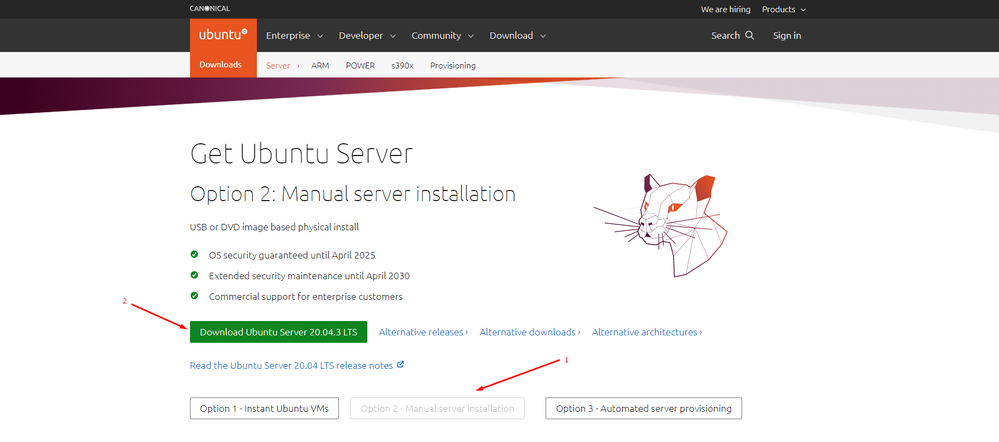 CANONICAL
We are hiring Products
ubuntu Enterprise Developer Community Download Search Sign in
Downloads Server › ARM POWER s390x Provisioning
Get Ubuntu Server
Option 2: Manual server installation
USB or DVD image based physical install
OS security guaranteed until April 2025
Extended security maintenance until April 2030
Commercial support for enterprise customers
2
Download Ubuntu Server 20.04.3 LTS Alternative releases › Alternative downloads › Alternative architectures ›
1
Read the Ubuntu Server 20.04 LTS release notes
Option 1 - Instant Ubuntu VMs Option 2 - Manual server installation Option 3 - Automated server provisioning